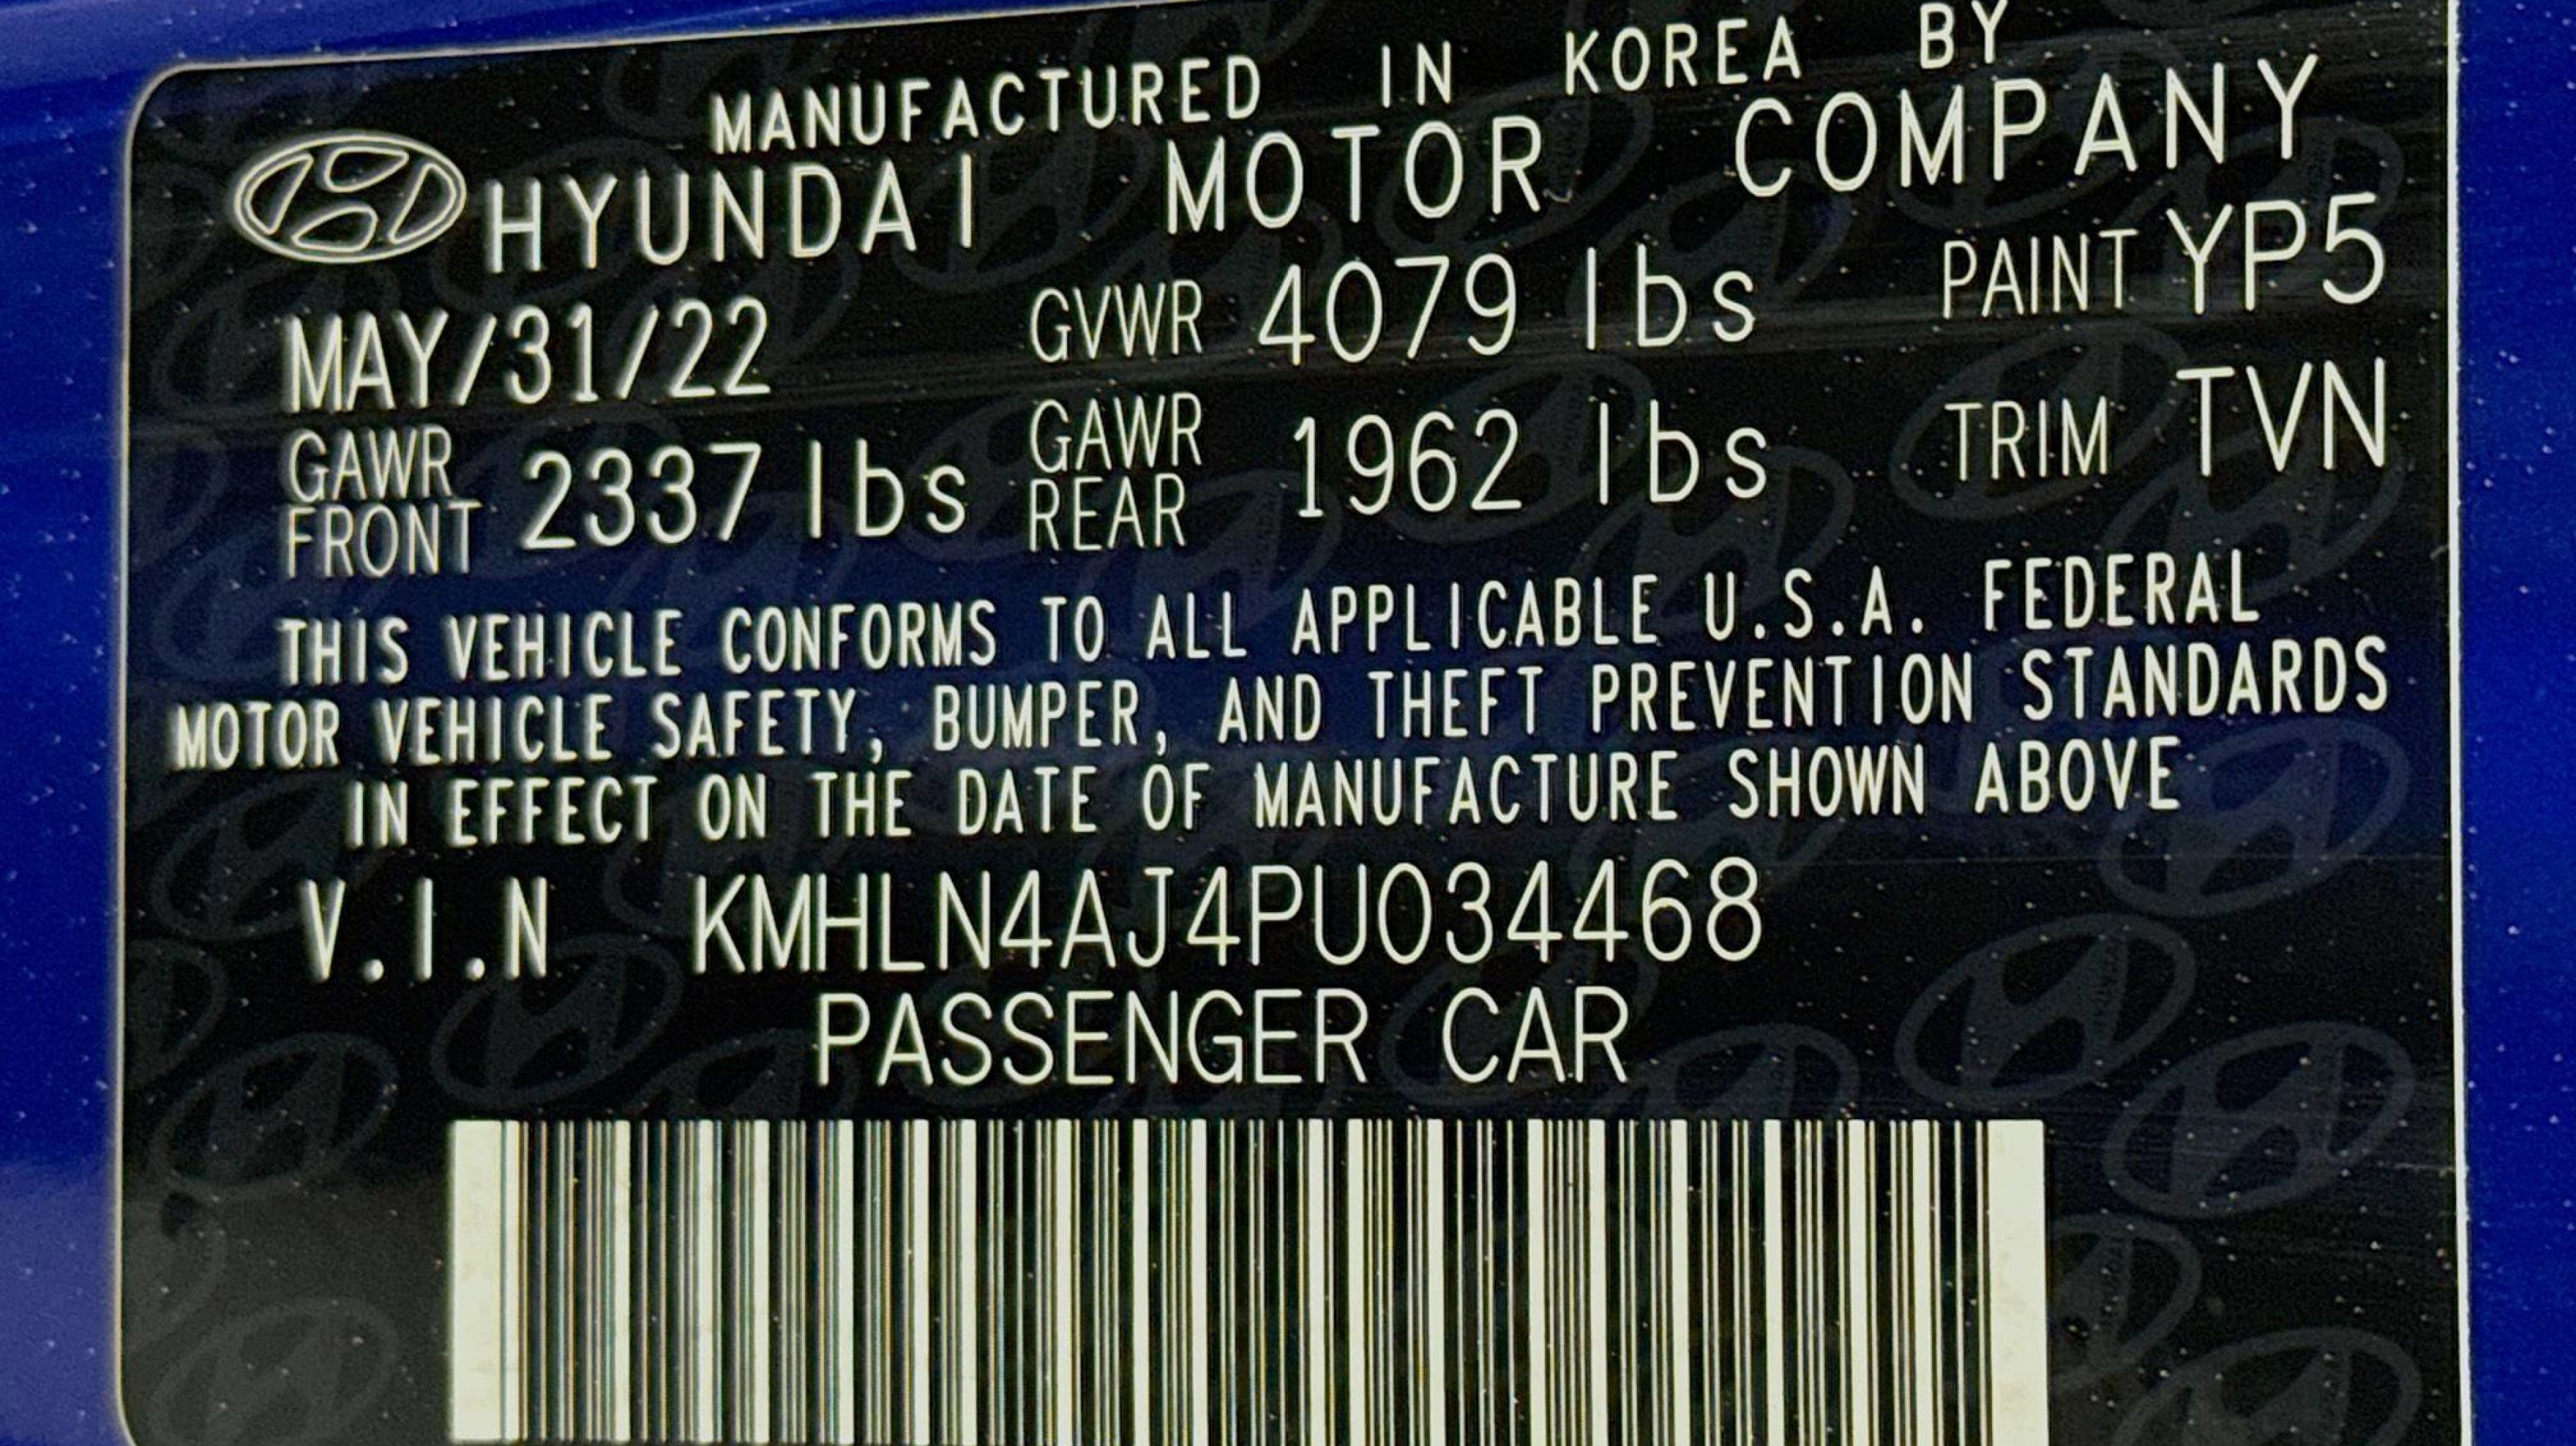 MANUFACTURED IN KOREA BY
HYUNDAI MOTOR COMPANY
MAY/31/22 GVWR 4079 lbs PAINT YP5
GAWR FRONT 2337 lbs GAWR REAR 1962 lbs TRIM TVN
THIS VEHICLE CONFORMS TO ALL APPLICABLE U.S.A. FEDERAL
MOTOR VEHICLE SAFETY, BUMPER, AND THEFT PREVENTION STANDARDS
IN EFFECT ON THE DATE OF MANUFACTURE SHOWN ABOVE
V.I.N KMHLN4AJ4PU034468
PASSENGER CAR